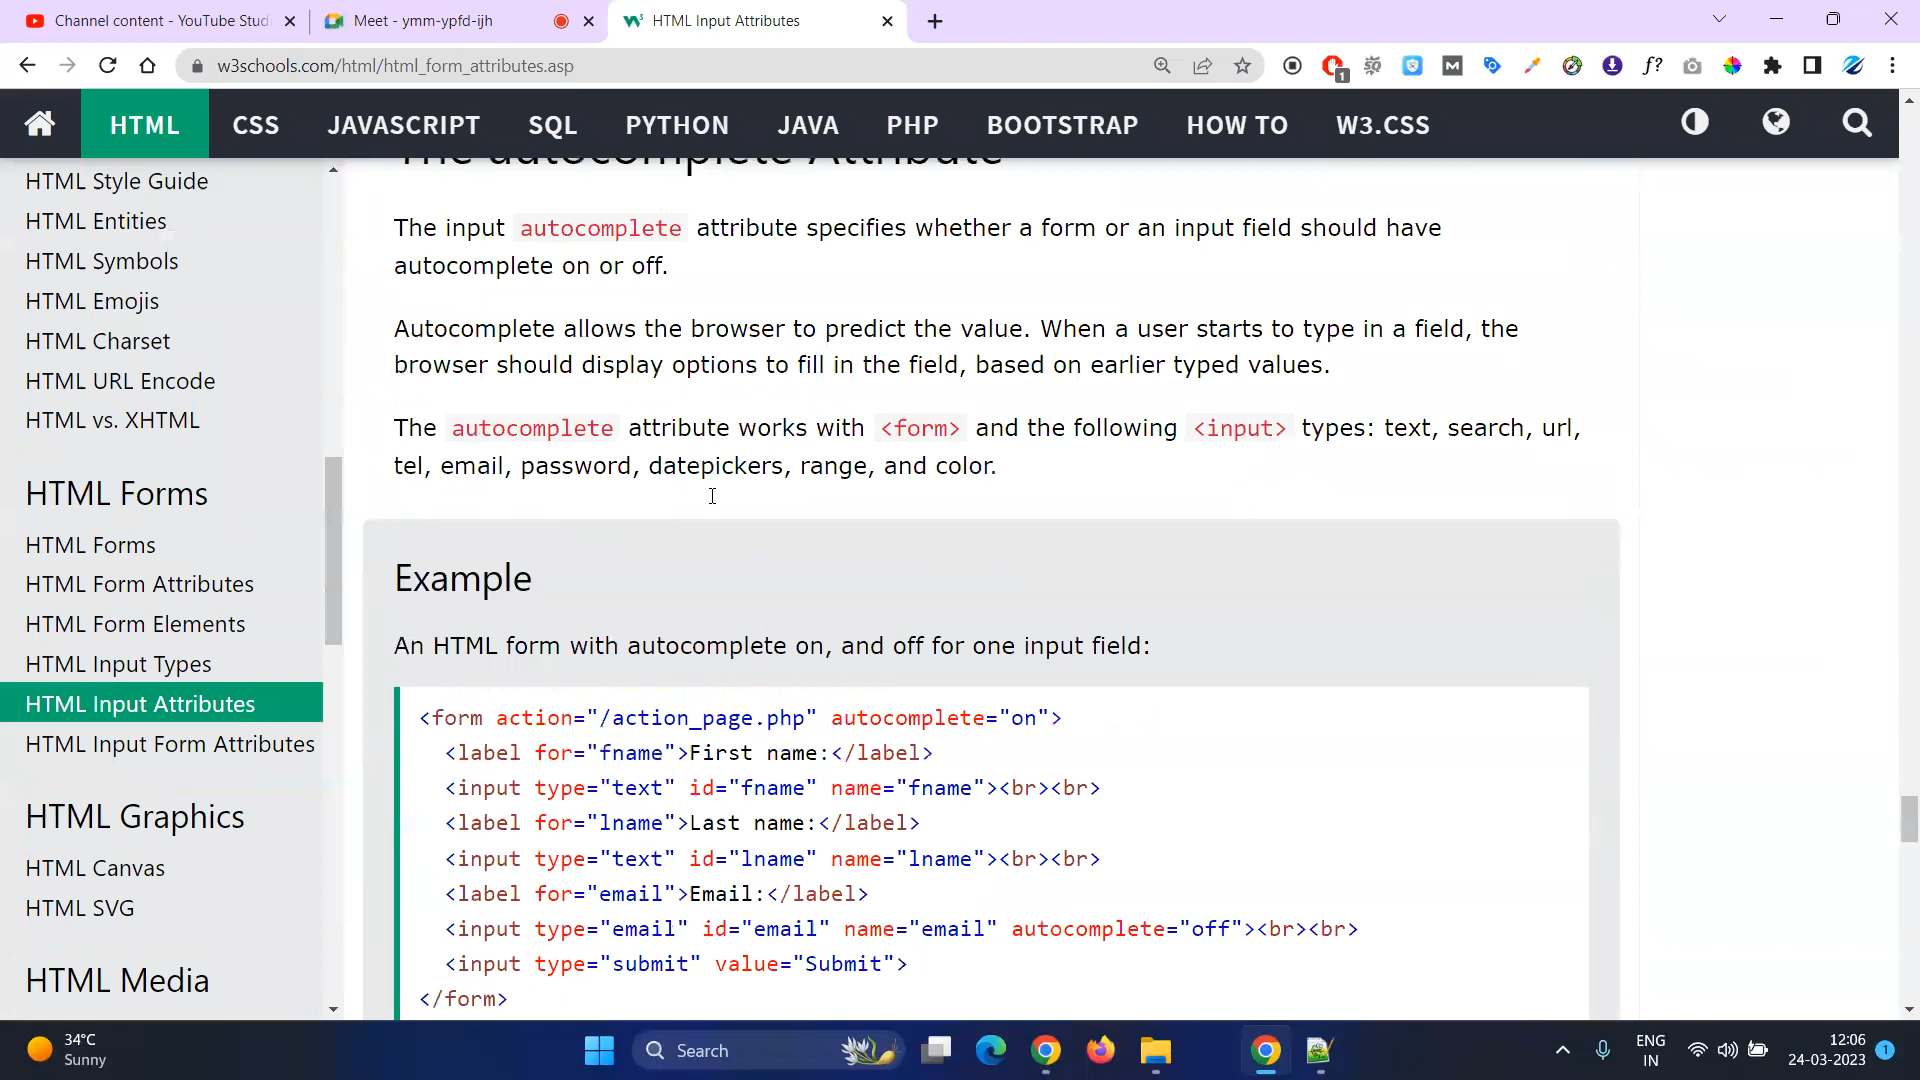 Channel content - YouTube Stud
Meet - ymm-ypfd-ijh
HTML Input Attributes
w3schools.com/html/html_form_attributes.asp
1
f?
HTML
CSS
JAVASCRIPT
SQL
PYTHON
JAVA
PHP
BOOTSTRAP
HOW TO
W3.CSS
HTML Style Guide
HTML Entities
HTML Symbols
HTML Emojis
HTML Charset
HTML URL Encode
HTML vs. XHTML
HTML Forms
HTML Forms
HTML Form Attributes
HTML Form Elements
HTML Input Types
HTML Input Attributes
HTML Input Form Attributes
HTML Graphics
HTML Canvas
HTML SVG
HTML Media
The autocomplete Attribute
The input autocomplete attribute specifies whether a form or an input field should have
autocomplete on or off.
Autocomplete allows the browser to predict the value. When a user starts to type in a field, the
browser should display options to fill in the field, based on earlier typed values.
The autocomplete attribute works with <form> and the following <input> types: text, search, url,
tel, email, password, datepickers, range, and color.
Example
An HTML form with autocomplete on, and off for one input field:
<form action="/action_page.php" autocomplete="on">
<label for="fname">First name:</label>
<input type="text" id="fname" name="fname"><br><br>
<label for="lname">Last name:</label>
<input type="text" id="lname" name="lname"><br><br>
<label for="email">Email:</label>
<input type="email" id="email" name="email" autocomplete="off"><br><br>
<input type="submit" value="Submit">
</form>
34°C
Sunny
Search
ENG
IN
12:06
24-03-2023
1